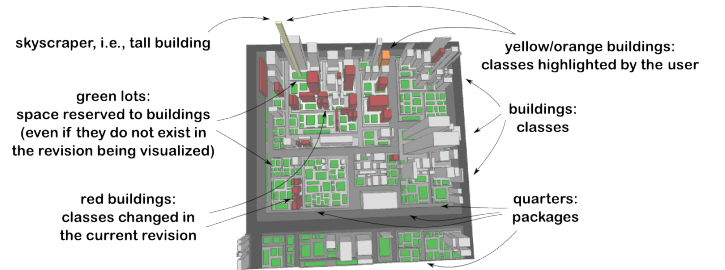 skyscraper, i.e., tall building
green lots:
space reserved to buildings
(even if they do not exist in
the revision being visualized)
red buildings:
classes changed in
the current revision
yellow/orange buildings:
classes highlighted by the user
buildings:
classes
quarters:
packages